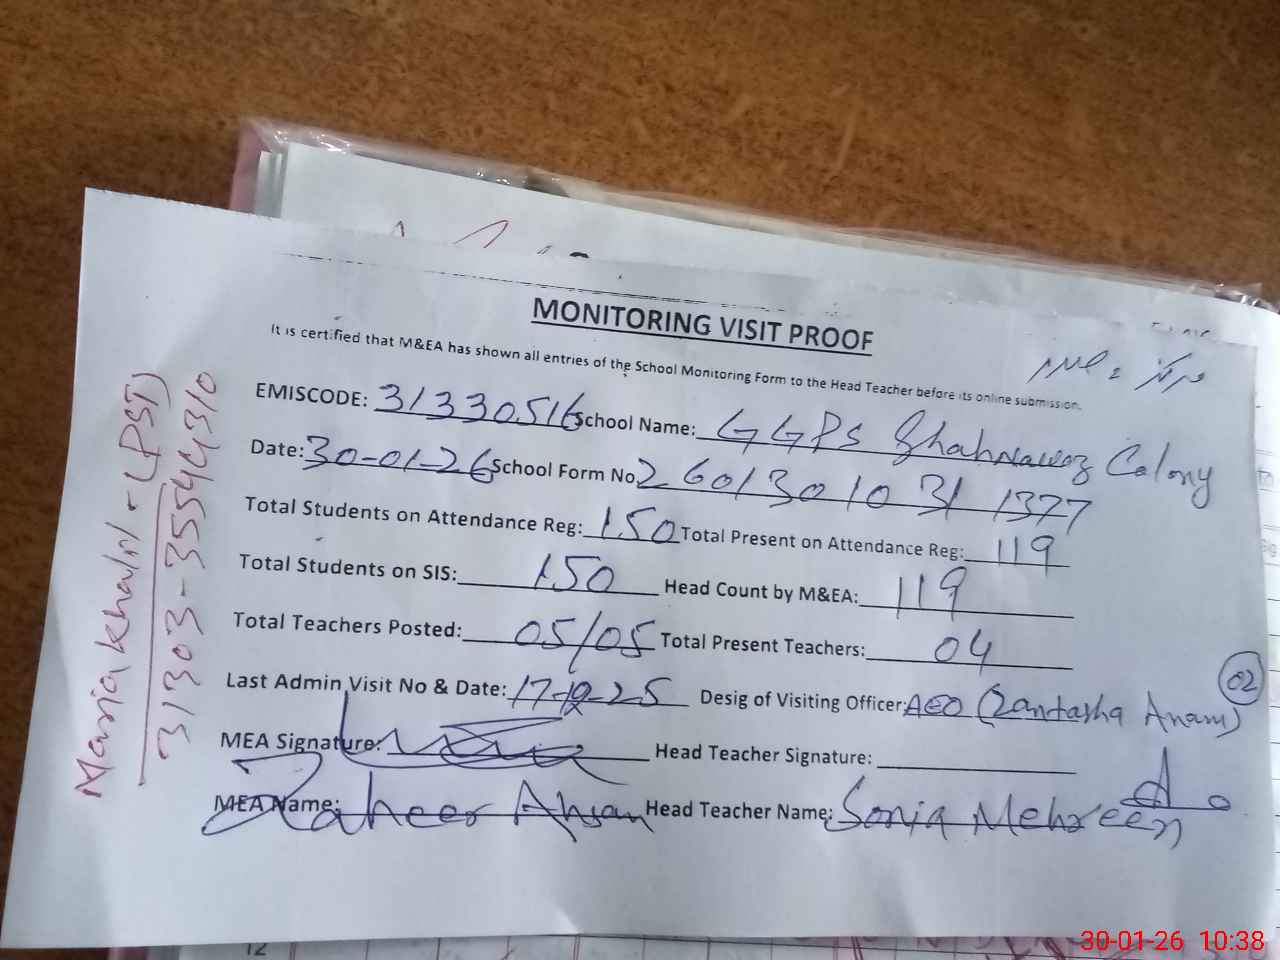 MONITORING VISIT PROOF
It is certified that M&EA has shown all entries of the School Monitoring Form to the Head Teacher before its online submission.
مرکز
EMISCODE: 31330516 School Name: GGPS Shahnawaz Colony
Date: 30-01-26 School Form No 26013010311377
Total Students on Attendance Reg: 150 Total Present on Attendance Reg: 119
Total Students on SIS: 150 Head Count by M&EA: 119
Total Teachers Posted: 05/05 Total Present Teachers: 04
Last Admin Visit No & Date: 17-12-25 Desig of Visiting Officer: AEO (Zantasha Anam) 02
MEA Signature: Head Teacher Signature:
MEA Name: Zaheer Ahsan Head Teacher Name: Sonia Mehreen
Maria Khalil - (PST)
31303-3554431-0
12
30-01-26 10:38